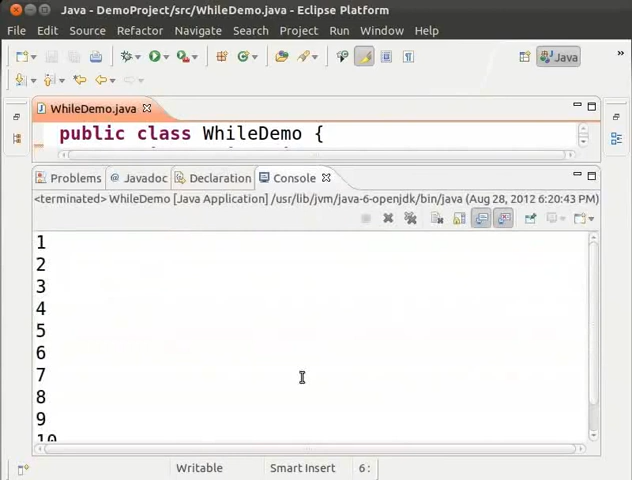 Java - DemoProject/src/WhileDemo.java - Eclipse Platform
File Edit Source Refactor Navigate Search Project Run Window Help
Java »
WhileDemo.java
public class WhileDemo {
Problems @ Javadoc Declaration Console
<terminated> WhileDemo [Java Application] /usr/lib/jvm/java-6-openjdk/bin/java (Aug 28, 2012 6:20:43 PM)
1
2
3
4
5
6
7
8
9
10
Writable Smart Insert 6 :